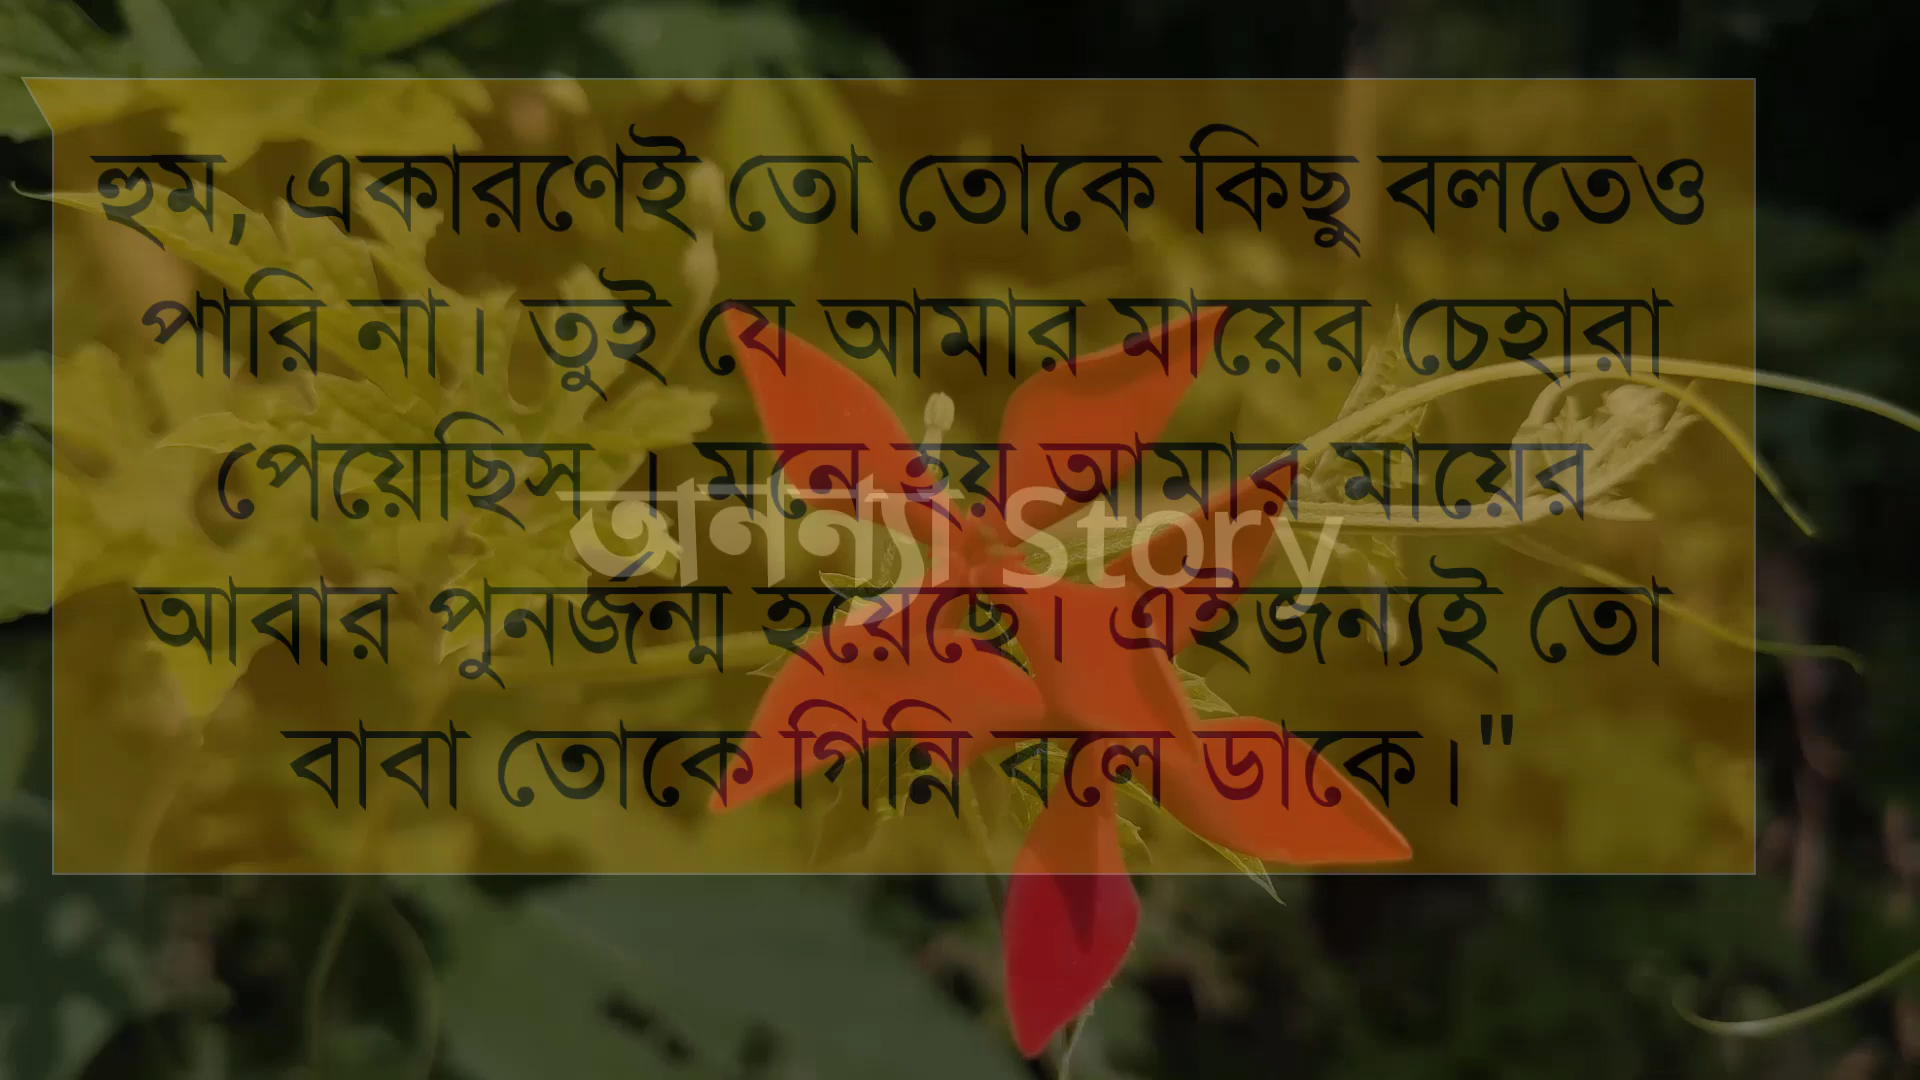 হুম, একারণেই তো তোকে কিছু বলতেও
পারি না। তুই যে আমার মায়ের চেহারা
পেয়েছিস । মনে হয় আমার মায়ের
অনন্যা Story
আবার পুনর্জন্ম হয়েছে। এইজন্যই তো
বাবা তোকে গিন্নি বলে ডাকে।"